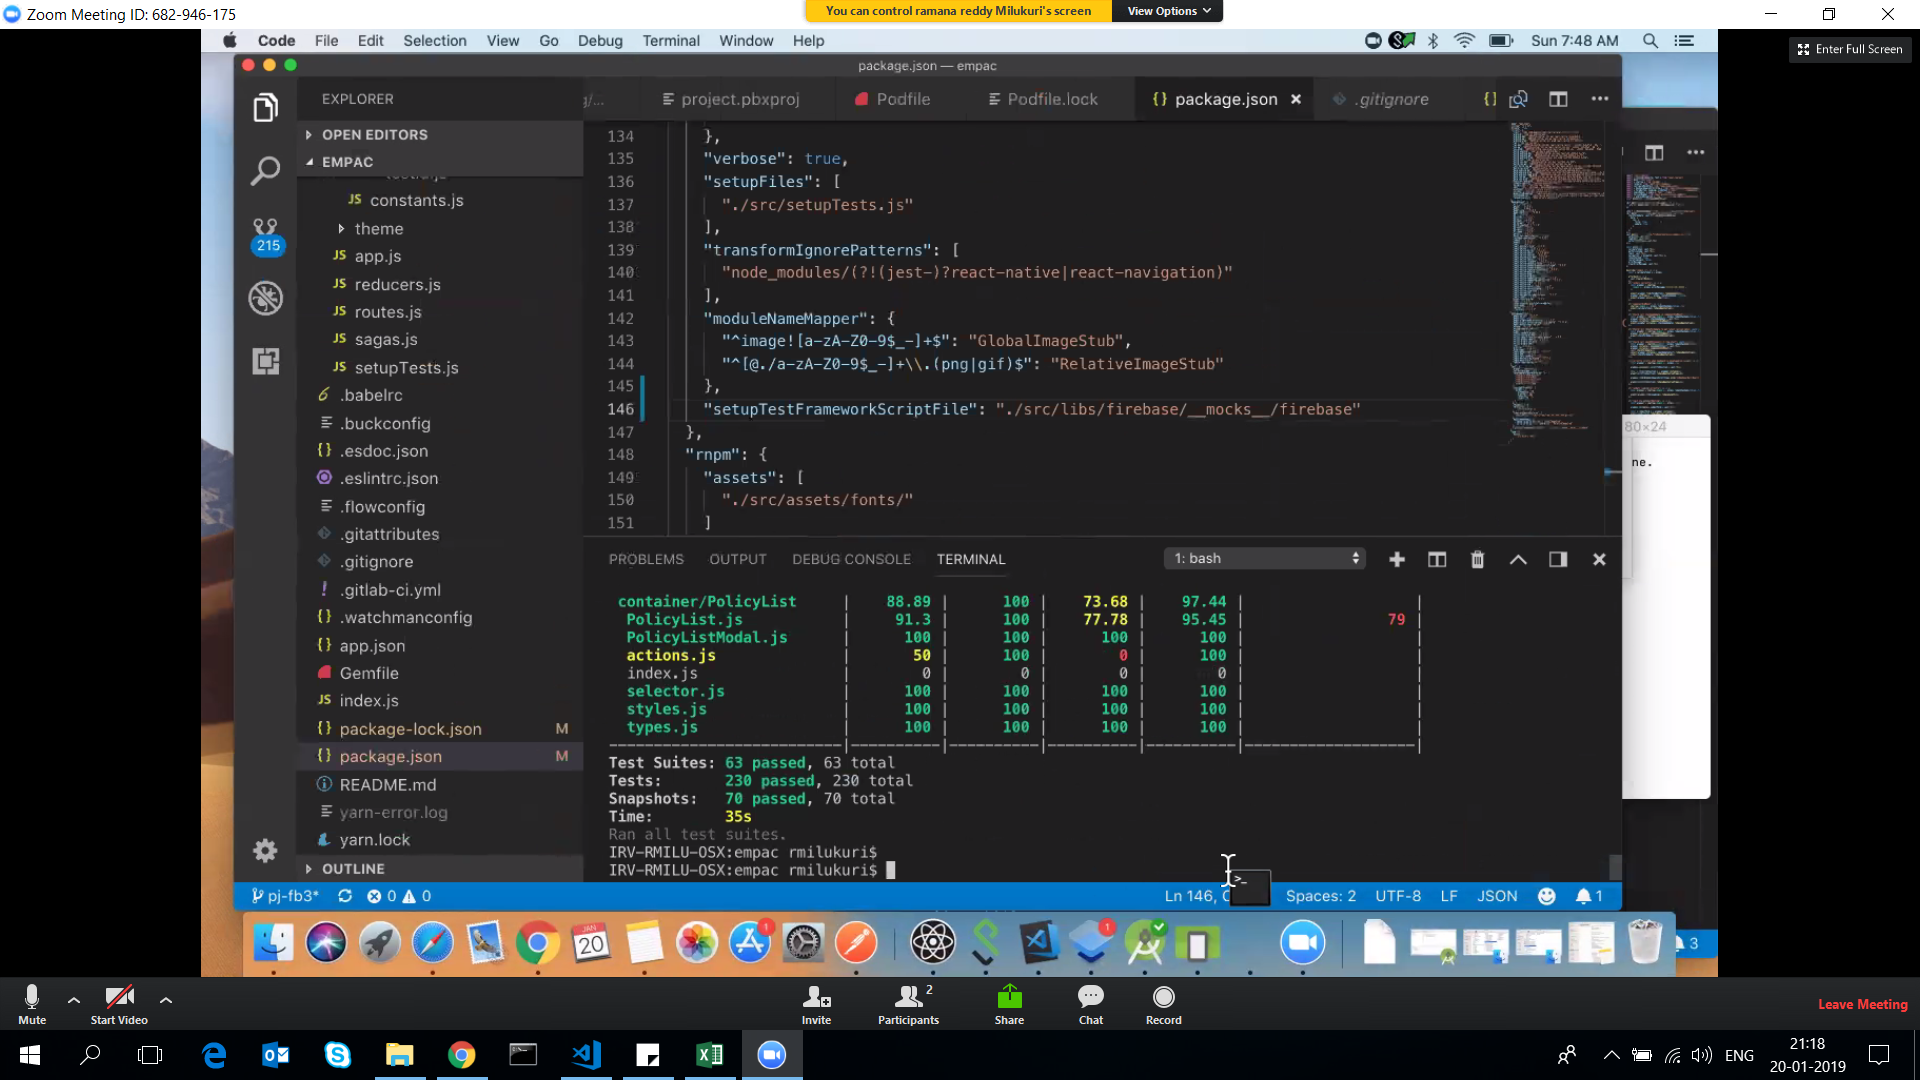 Zoom Meeting ID: 682-946-175
You can control ramana reddy Milukuri's screen
View Options
Enter Full Screen
Code File Edit Selection View Go Debug Terminal Window Help
Sun 7:48 AM
package.json — empac
EXPLORER
project.pbxproj
Podfile
Podfile.lock
{} package.json
.gitignore
{}
OPEN EDITORS
EMPAC
JS constants.js
theme
JS app.js
JS reducers.js
JS routes.js
JS sagas.js
JS setupTests.js
.babelrc
.buckconfig
{} .esdoc.json
.eslintrc.json
.flowconfig
.gitattributes
.gitignore
! .gitlab-ci.yml
{} .watchmanconfig
{} app.json
Gemfile
JS index.js
{} package-lock.json M
{} package.json M
README.md
yarn-error.log
yarn.lock
OUTLINE
215
134 },
135 "verbose": true,
136 "setupFiles": [
137 "./src/setupTests.js"
138 ],
139 "transformIgnorePatterns": [
140 "node_modules/(?!(jest-)?react-native|react-navigation)"
141 ],
142 "moduleNameMapper": {
143 "^image![a-zA-Z0-9$_-]+$": "GlobalImageStub",
144 "^[@./a-zA-Z0-9$_-]+\\.(png|gif)$": "RelativeImageStub"
145 },
146 "setupTestFrameworkScriptFile": "./src/libs/firebase/__mocks__/firebase"
147 },
148 "rnpm": {
149 "assets": [
150 "./src/assets/fonts/"
151 ]
80×24
ne.
PROBLEMS OUTPUT DEBUG CONSOLE TERMINAL
1: bash
container/PolicyList | 88.89 | 100 | 73.68 | 97.44 | |
PolicyList.js | 91.3 | 100 | 77.78 | 95.45 | 79 |
PolicyListModal.js | 100 | 100 | 100 | 100 | |
actions.js | 50 | 100 | 0 | 100 | |
index.js | 0 | 0 | 0 | 0 | |
selector.js | 100 | 100 | 100 | 100 | |
styles.js | 100 | 100 | 100 | 100 | |
types.js | 100 | 100 | 100 | 100 | |
Test Suites: 63 passed, 63 total
Tests: 230 passed, 230 total
Snapshots: 70 passed, 70 total
Time: 35s
Ran all test suites.
IRV-RMILU-OSX:empac rmilukuri$
IRV-RMILU-OSX:empac rmilukuri$
pj-fb3* 0 0
Ln 146,
>_
Spaces: 2 UTF-8 LF JSON 1
JAN
20
1
1
3
Mute
Start Video
Invite
2
Participants
Share
Chat
Record
Leave Meeting
ENG
21:18
20-01-2019